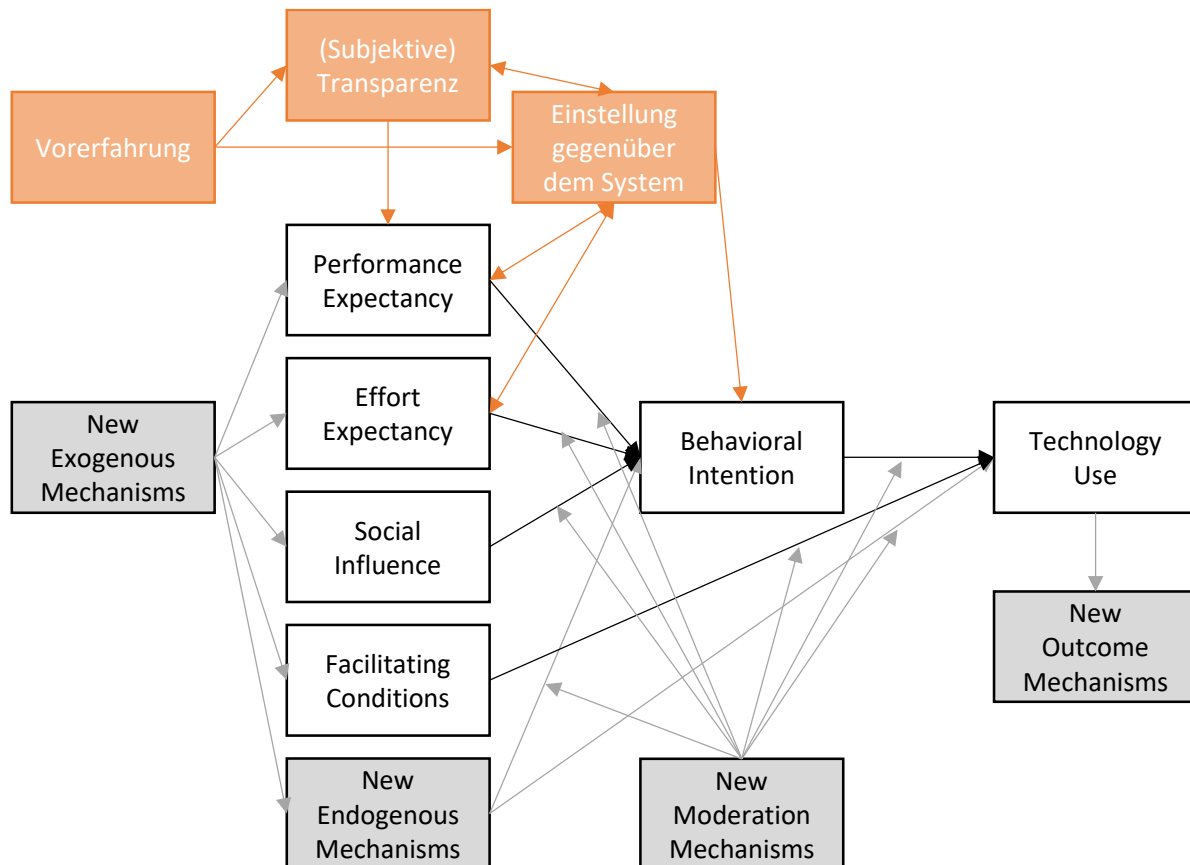 (Subjektive)
Transparenz
Vorerfahrung
Einstellung
gegenüber
dem System
Performance
Expectancy
Effort
Expectancy
New
Exogenous
Mechanisms
Behavioral
Intention
Technology
Use
Social
Influence
New
Outcome
Mechanisms
Facilitating
Conditions
New
Endogenous
Mechanisms
New
Moderation
Mechanisms